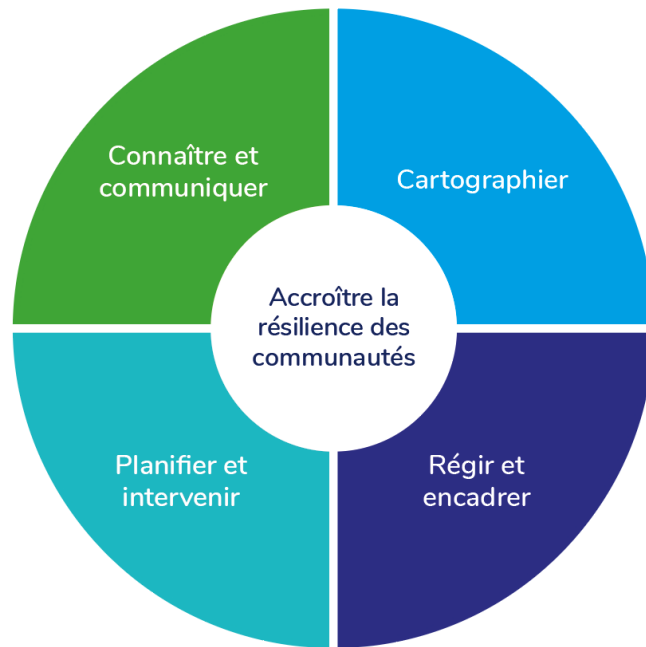 Connaître et
communiquer
Cartographier
Accroître la
résilience des
communautés
Planifier et
intervenir
Régir et
encadrer